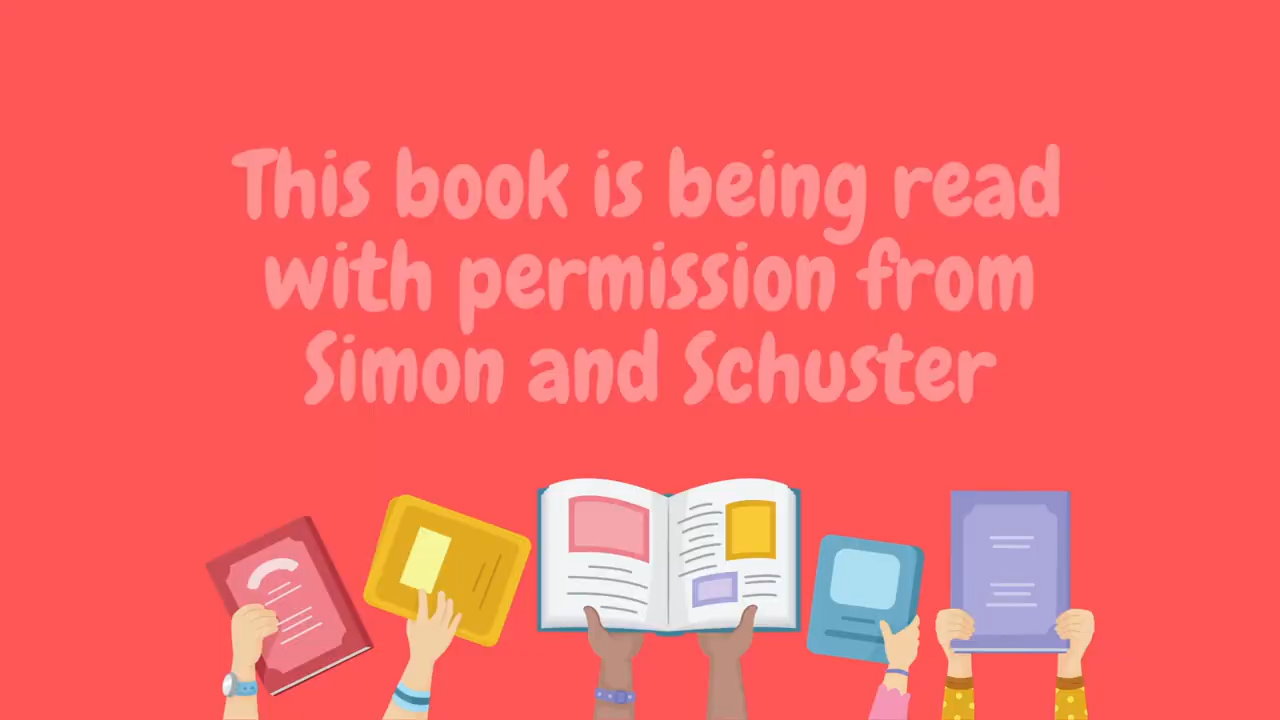 This book is being read
with permission from
Simon and Schuster